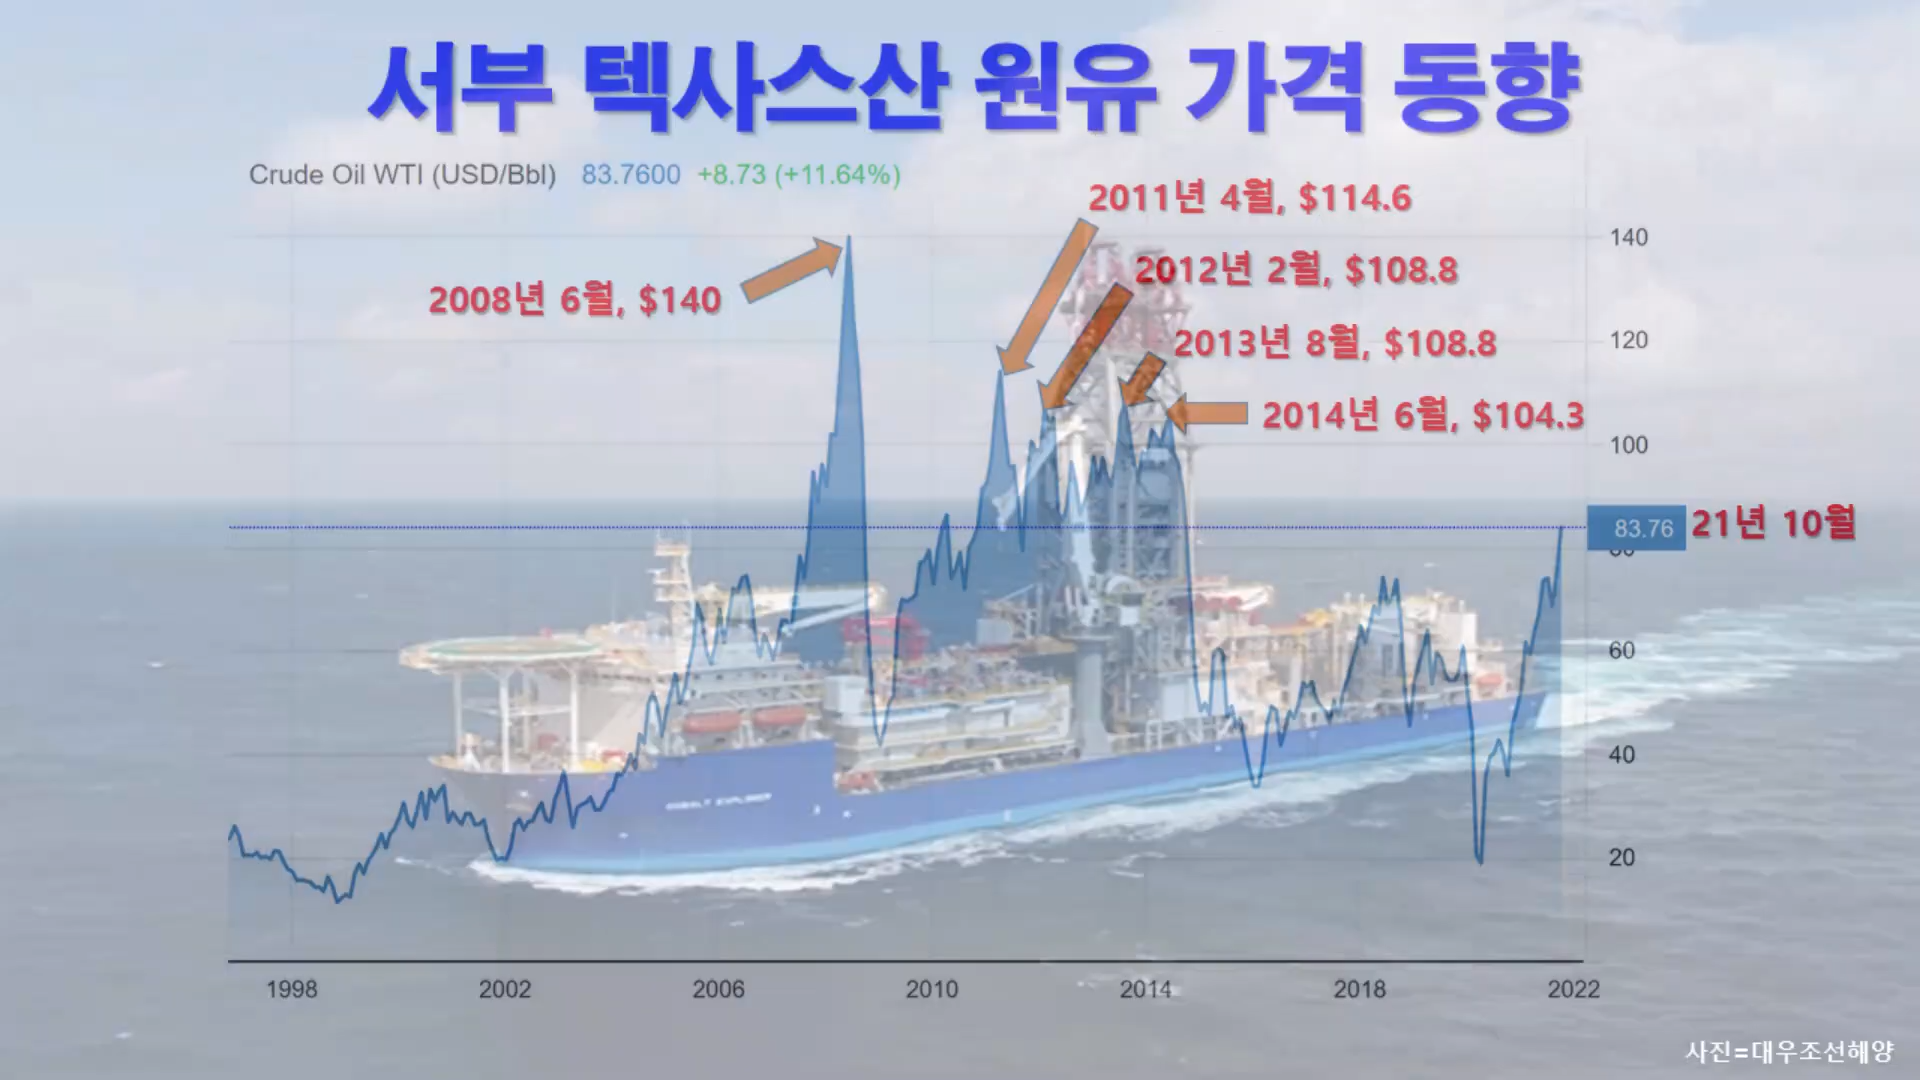 서부 텍사스산 원유 가격 동향
Crude Oil WTI (USD/Bbl) 83.7600 +8.73 (+11.64%)
2011년 4월, $114.6
2012년 2월, $108.8
2008년 6월, $140
2013년 8월, $108.8
2014년 6월, $104.3
140
120
100
83.76 21년 10월
80
60
40
20
COBALT EXPLORER
1998 2002 2006 2010 2014 2018 2022
사진=대우조선해양